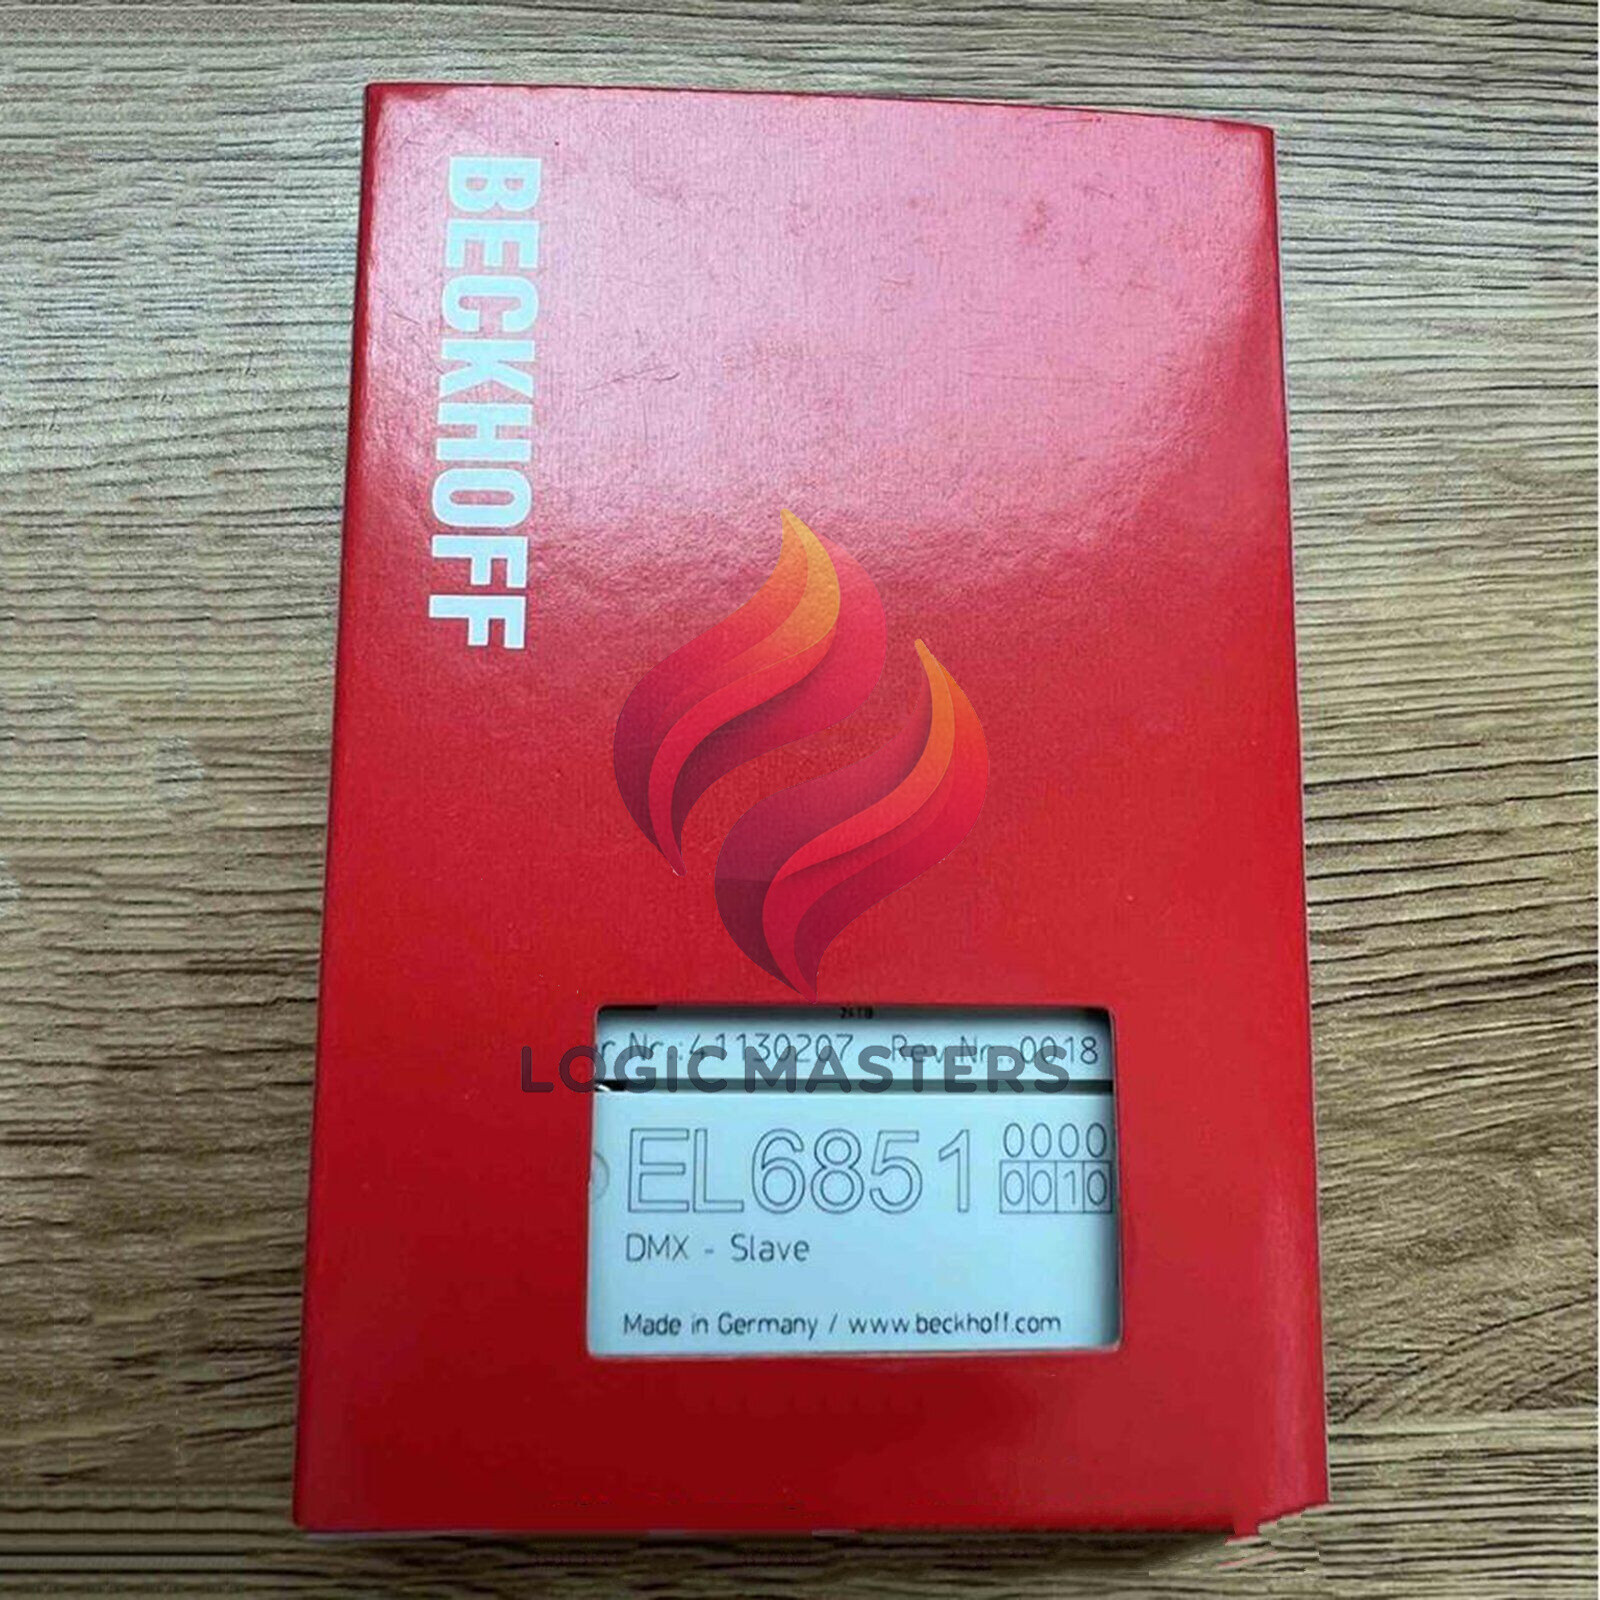 BECKHOFF
r Nr.:41130207 Rev.Nr.:0018
LOGIC MASTERS
EL6851 0000
0010
DMX - Slave
Made in Germany / www.beckhoff.com